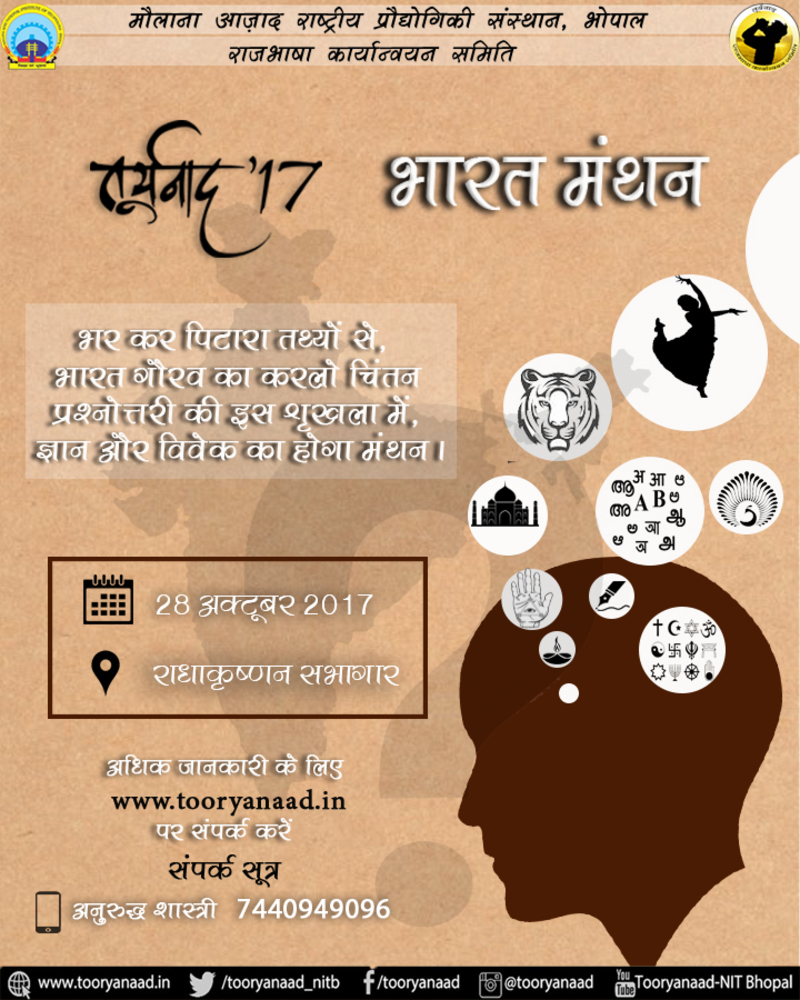 मौलाना आज़ाद राष्ट्रीय प्रौद्योगिकी संस्थान, भोपाल
राजभाषा कार्यान्वयन समिति
तूर्यनाद '17 भारत मंथन
भर कर पिटारा तथ्यों से,
भारत गौरव का करलो चिंतन
प्रश्नोत्तरी की इस शृखला में,
ज्ञान और विवेक का होगा मंथन।
28 अक्टूबर 2017
राधाकृष्णन सभागार
अधिक जानकारी के लिए
www.tooryanaad.in
पर संपर्क करें
संपर्क सूत्र
अनुरुद्ध शास्त्री 7440949096
www.tooryanaad.in /tooryanaad_nitb /tooryanaad @tooryanaad You Tube Tooryanaad-NIT Bhopal